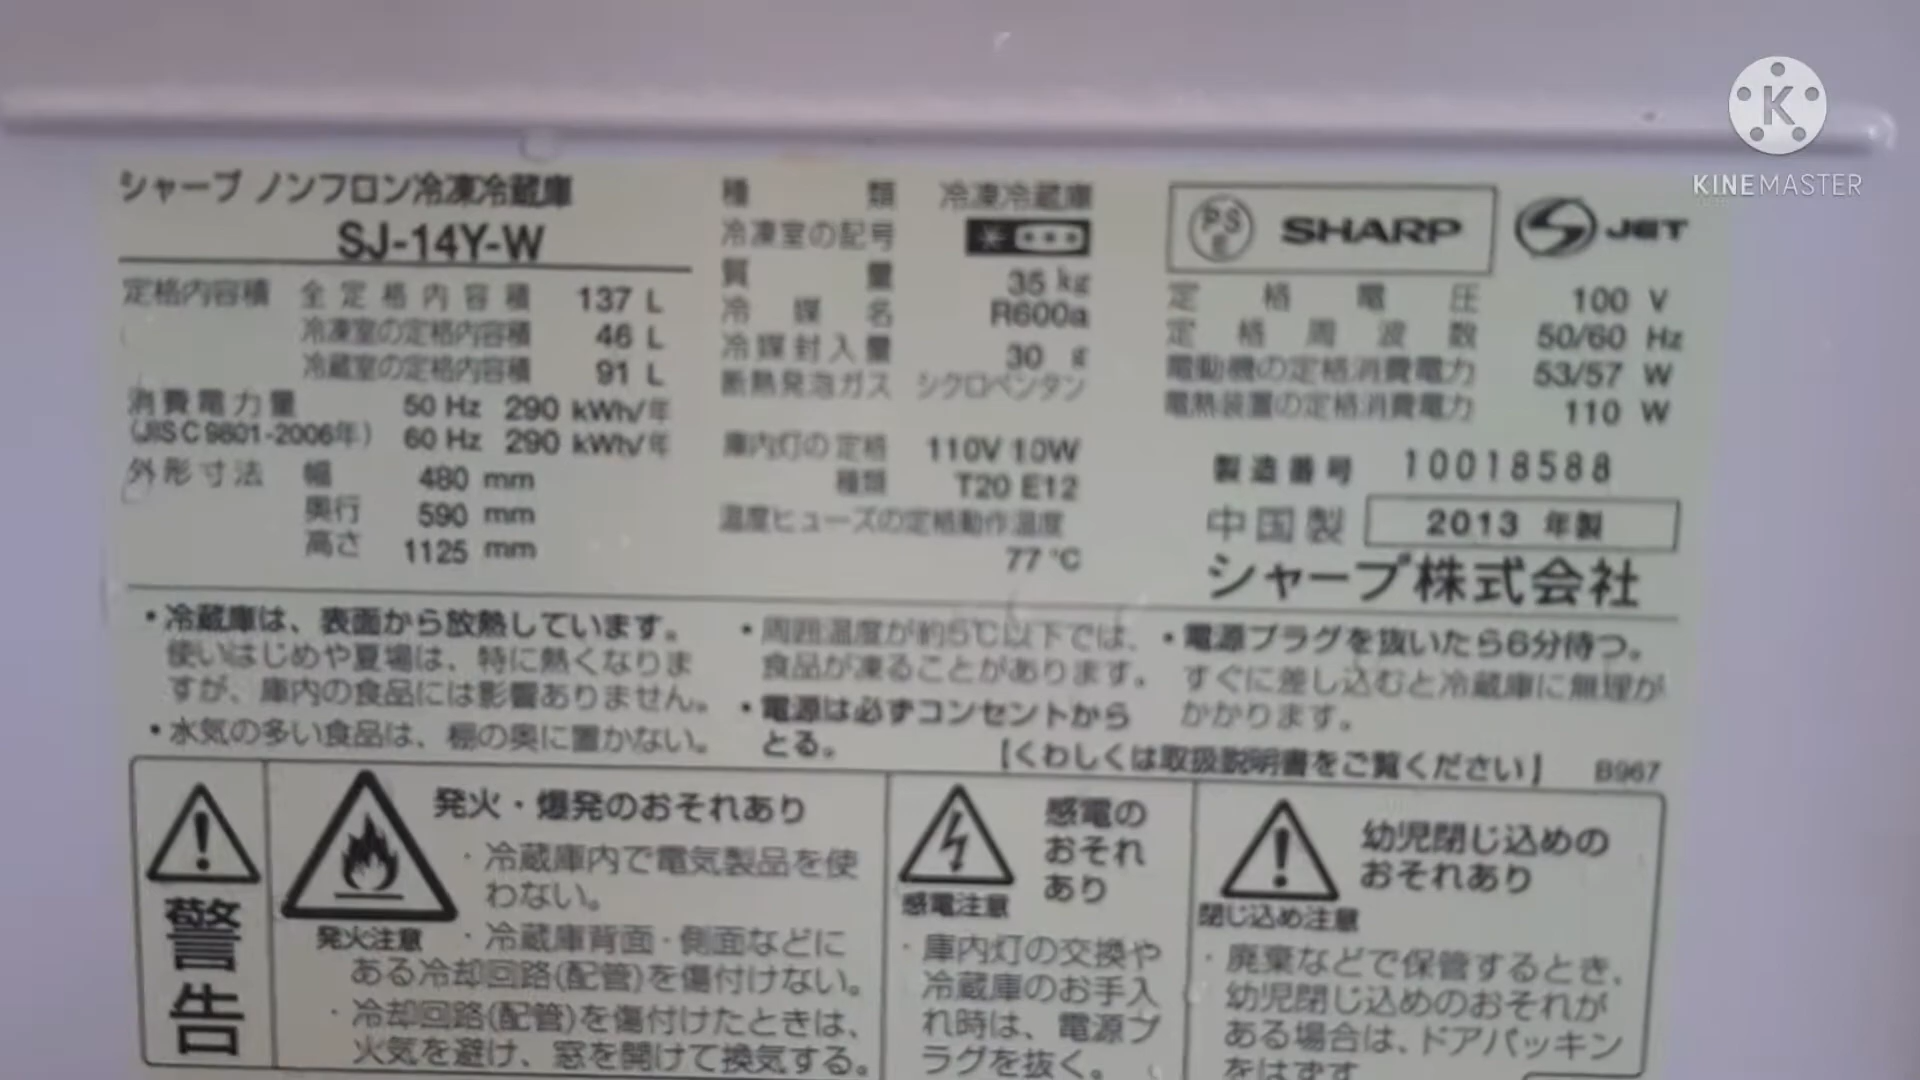 シャープ ノンフロン冷凍冷蔵庫
SJ-14Y-W
定格内容積 全定格内容積 137 L
冷凍室の定格内容積 46 L
冷蔵室の定格内容積 91 L
消費電力量 50 Hz 290 kWh/年
(JIS C 9801-2006年) 60 Hz 290 kWh/年
外形寸法 幅 480 mm
奥行 590 mm
高さ 1125 mm
種類 冷凍冷蔵庫
冷凍室の記号
質量 35 kg
冷媒名 R600a
冷媒封入量 30 g
断熱発泡ガス シクロペンタン
庫内灯の定格 110V 10W
種類 T20 E12
温度ヒューズの定格動作温度
77 °C
PS E SHARP JET
定格電圧 100 V
定格周波数 50/60 Hz
電動機の定格消費電力 53/57 W
電熱装置の定格消費電力 110 W
製造番号 10018588
中国製 2013 年製
シャープ株式会社
・冷蔵庫は、表面から放熱しています。
使いはじめや夏場は、特に熱くなりま
すが、庫内の食品には影響ありません。
・水気の多い食品は、棚の奥に置かない。
・周囲温度が約5℃以下では、
食品が凍ることがあります。
・電源は必ずコンセントから
とる。
・電源プラグを抜いたら6分待つ。
すぐに差し込むと冷蔵庫に無理が
かかります。
【くわしくは取扱説明書をご覧ください】 B967
警告
発火・爆発のおそれあり
発火注意
・冷蔵庫内で電気製品を使
わない。
・冷蔵庫背面・側面などに
ある冷却回路(配管)を傷付けない。
・冷却回路(配管)を傷付けたときは、
火気を避け、窓を開けて換気する。
感電の
おそれ
あり
感電注意
・庫内灯の交換や
冷蔵庫のお手入
れ時は、電源プ
ラグを抜く。
幼児閉じ込めの
おそれあり
閉じ込め注意
・廃棄などで保管するとき、
幼児閉じ込めのおそれが
ある場合は、ドアパッキン
をはずす
K
KINEMASTER